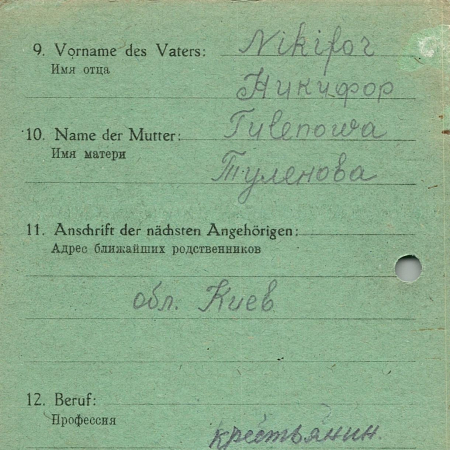 9. Vorname des Vaters: Nikifor
Имя отца
Никифор
10. Name der Mutter: Tulenowa
Имя матери
Туленова
11. Anschrift der nächsten Angehörigen:
Адрес ближайших родственников
обл. Киев
12. Beruf:
Профессия
крестьянин.